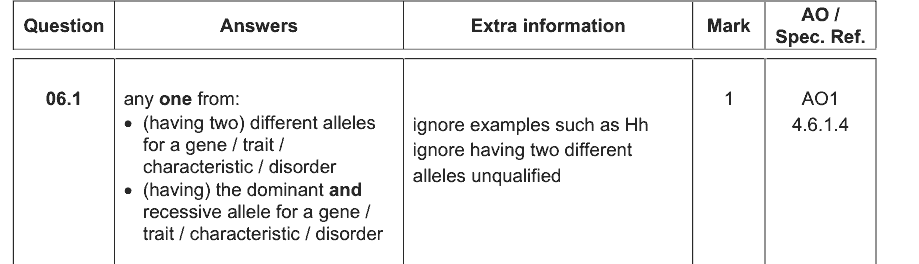 Question Answers Extra information Mark AO /
Spec. Ref.
06.1 any one from:
• (having two) different alleles
for a gene / trait /
characteristic / disorder
• (having) the dominant and
recessive allele for a gene /
trait / characteristic / disorder
ignore examples such as Hh
ignore having two different
alleles unqualified
1
AO1
4.6.1.4